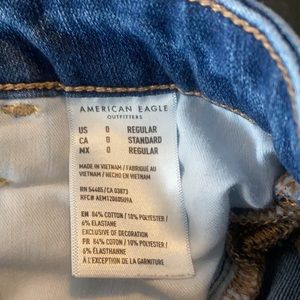 AMERICAN EAGLE
OUTFITTERS
US 0 REGULAR
CA 0 STANDARD
MX 0 REGULAR
MADE IN VIETNAM / FABRIQUÉ AU
VIETNAM / HECHO EN VIETNAM
RN 54485/CA 03873
RFC# AEM1206059A
EN: 84% COTTON / 10% POLYESTER /
6% ELASTANE
EXCLUSIVE OF DECORATION
FR: 84% COTON / 10% POLYESTER /
6% ÉLASTHANNE
À L'EXCEPTION DE LA GARNITURE